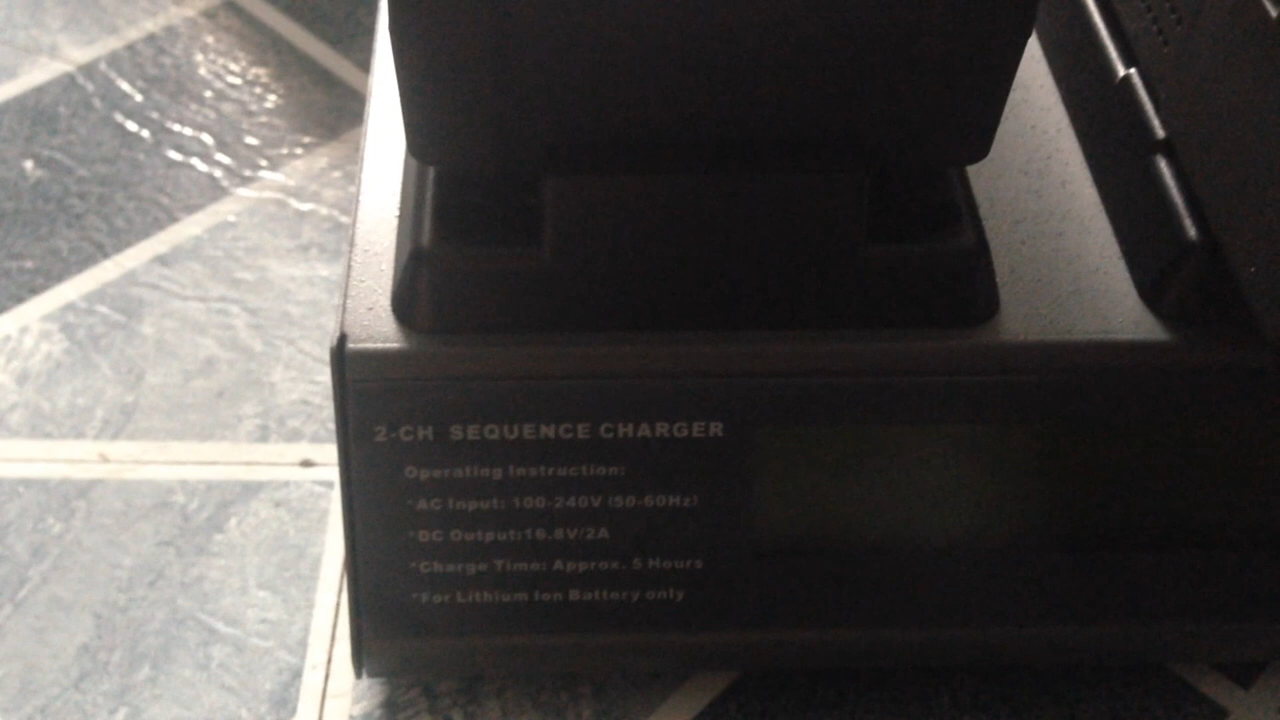 2-CH SEQUENCE CHARGER
Operating Instruction:
*AC Input: 100-240V (50-60Hz)
*DC Output:16.8V/2A
*Charge Time: Approx. 5 Hours
*For Lithium Ion Battery only